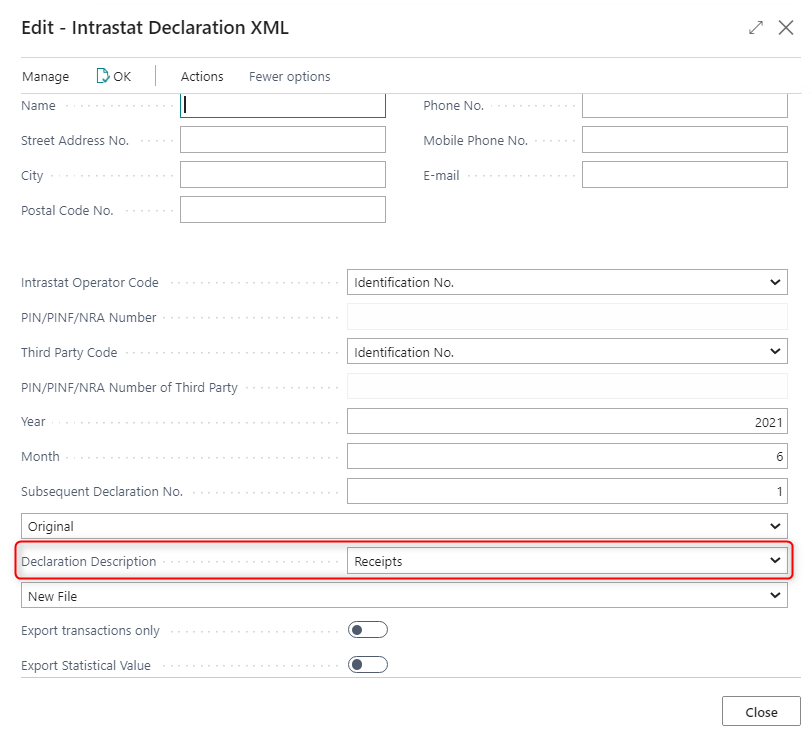 Edit - Intrastat Declaration XML
Manage OK Actions Fewer options
Name Phone No.
Street Address No. Mobile Phone No.
City E-mail
Postal Code No.
Intrastat Operator Code Identification No.
PIN/PINF/NRA Number
Third Party Code Identification No.
PIN/PINF/NRA Number of Third Party
Year 2021
Month 6
Subsequent Declaration No. 1
Original
Declaration Description Receipts
New File
Export transactions only
Export Statistical Value
Close